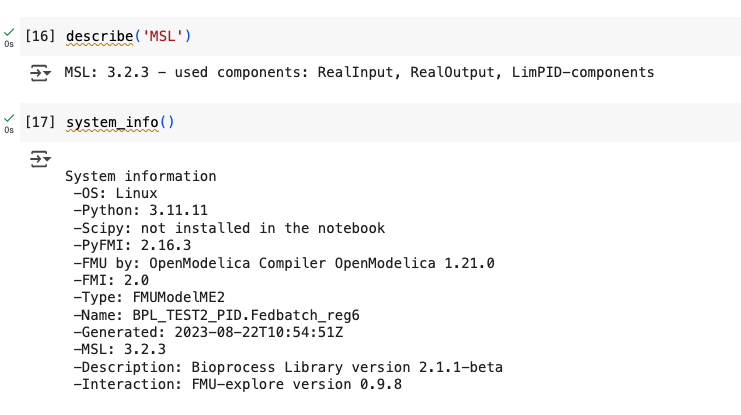 [16] describe('MSL')
0s
MSL: 3.2.3 - used components: RealInput, RealOutput, LimPID-components
[17] system_info()
0s
System information
-OS: Linux
-Python: 3.11.11
-Scipy: not installed in the notebook
-PyFMI: 2.16.3
-FMU by: OpenModelica Compiler OpenModelica 1.21.0
-FMI: 2.0
-Type: FMUModelME2
-Name: BPL_TEST2_PID.Fedbatch_reg6
-Generated: 2023-08-22T10:54:51Z
-MSL: 3.2.3
-Description: Bioprocess Library version 2.1.1-beta
-Interaction: FMU-explore version 0.9.8